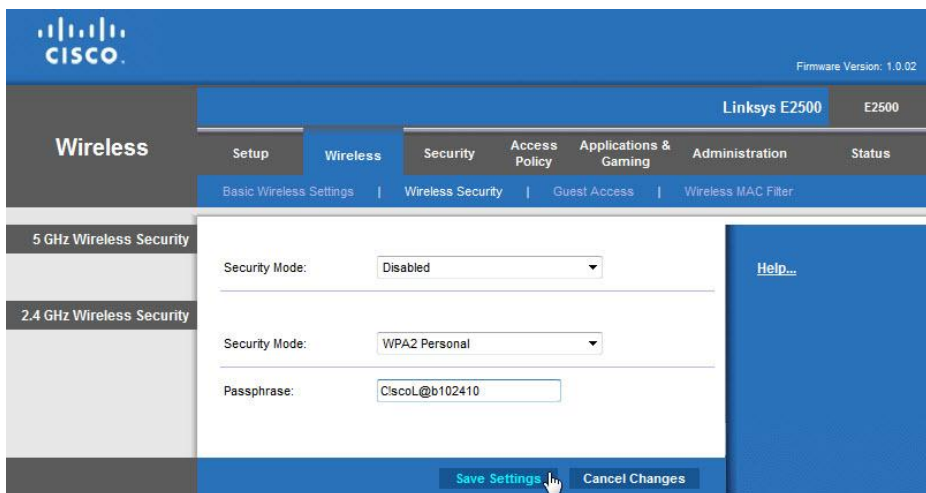 CISCO.
Firmware Version: 1.0.02
Linksys E2500 E2500
Wireless
Setup Wireless Security Access Policy Applications & Gaming Administration Status
Basic Wireless Settings | Wireless Security | Guest Access | Wireless MAC Filter
5 GHz Wireless Security
Security Mode: Disabled
Help...
2.4 GHz Wireless Security
Security Mode: WPA2 Personal
Passphrase: C!scoL@b102410
Save Settings Cancel Changes